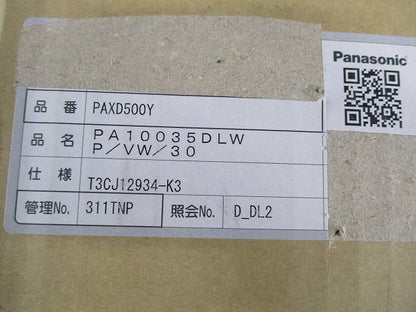 Panasonic
品 番 PAXD500Y
品 名 PA10035DLW
P/VW/30
仕 様 T3CJ12934-K3
管理No. 311TNP 照会No. D_DL2